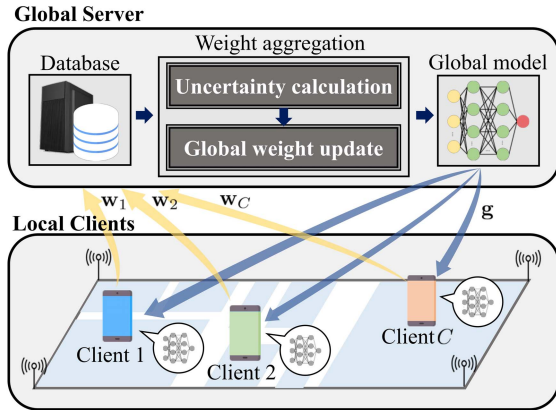 Global Server
Weight aggregation
Database
Uncertainty calculation
Global model
Global weight update
w₁ w₂ w_C g
Local Clients
Client 1
Client 2
Client C